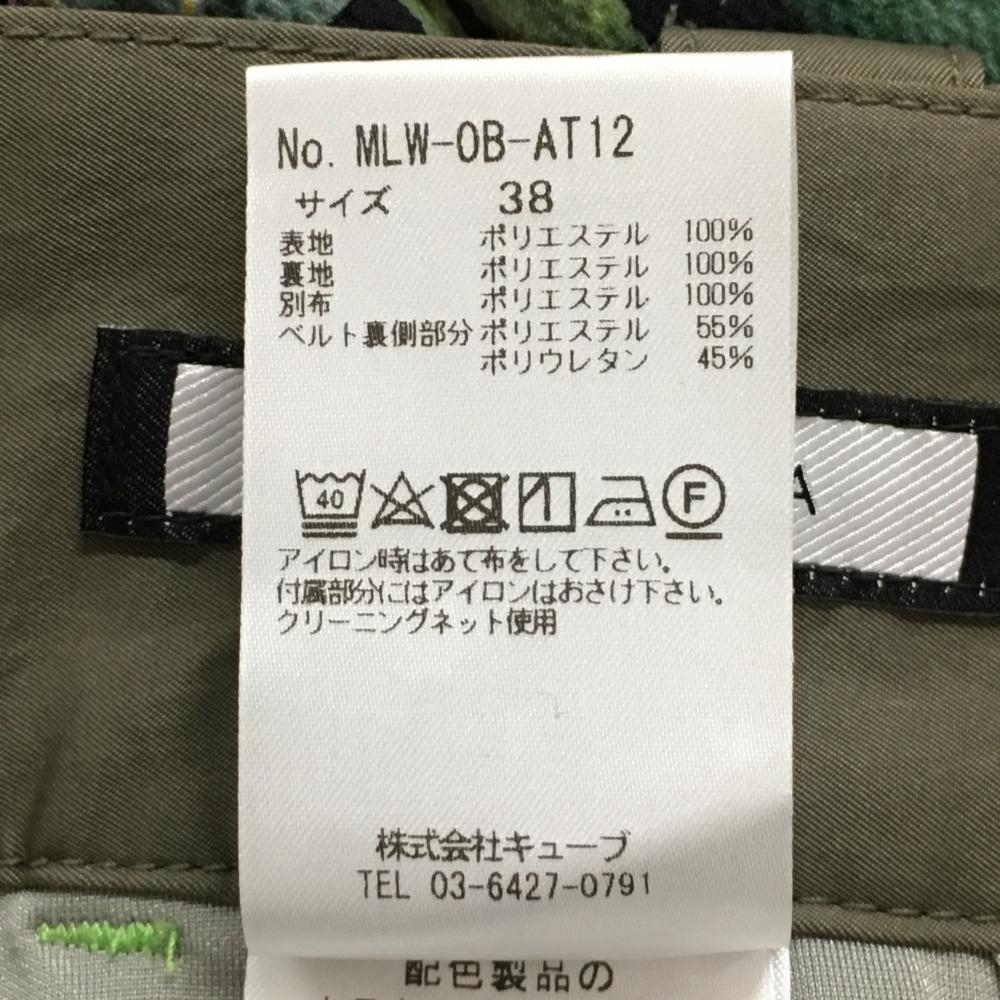 No. MLW-OB-AT12
サイズ 38
表地 ポリエステル 100%
裏地 ポリエステル 100%
別布 ポリエステル 100%
ベルト裏側部分 ポリエステル 55%
ポリウレタン 45%
40 F
A
アイロン時はあて布をして下さい。
付属部分にはアイロンはおさけ下さい。
クリーニングネット使用
株式会社キューブ
TEL 03-6427-0791
配色製品の